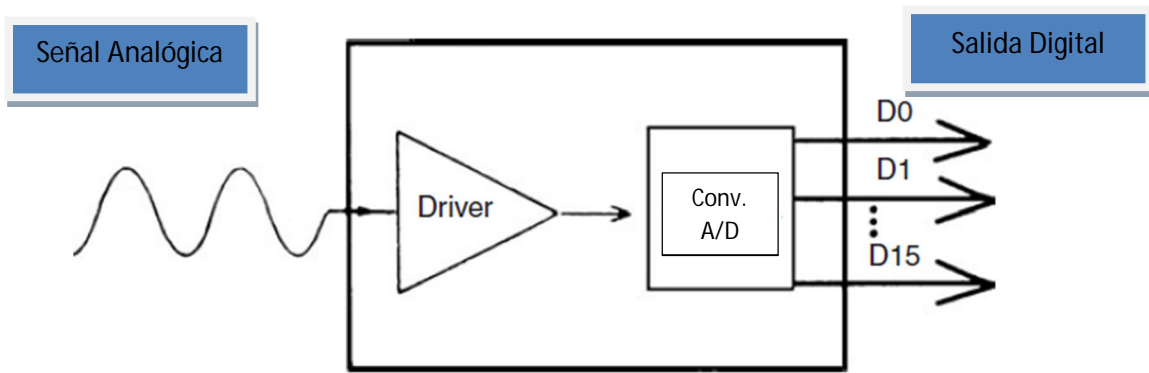 Señal Analógica
Salida Digital
D0
D1
Driver
Conv.
A/D
D15